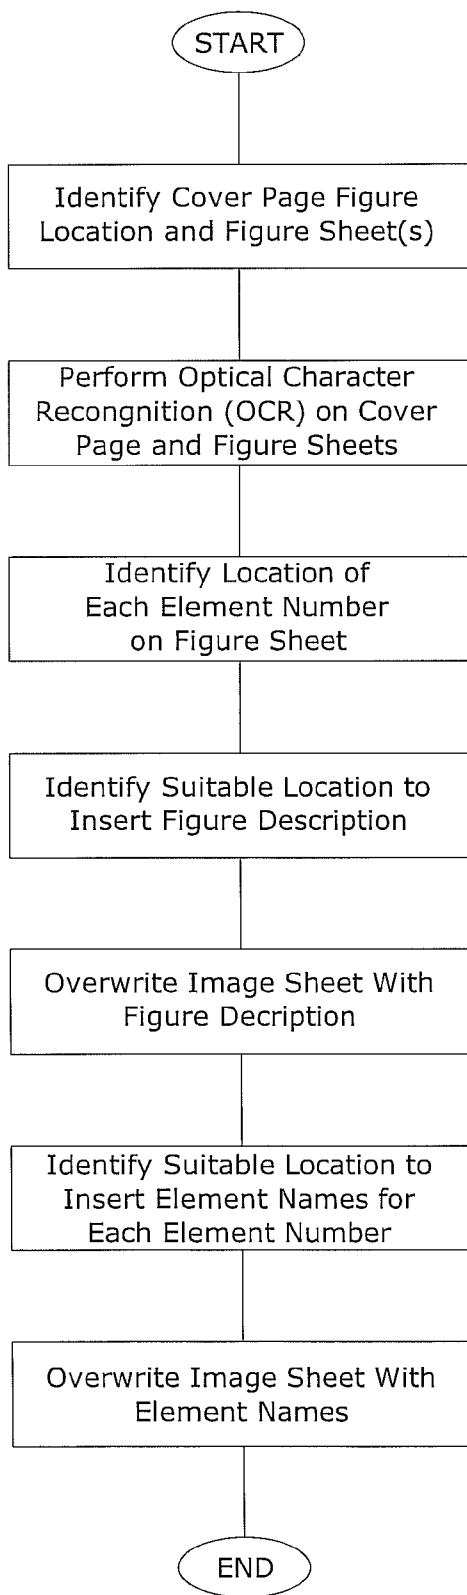 START
Identify Cover Page Figure
Location and Figure Sheet(s)
Perform Optical Character
Recongnition (OCR) on Cover
Page and Figure Sheets
Identify Location of
Each Element Number
on Figure Sheet
Identify Suitable Location to
Insert Figure Description
Overwrite Image Sheet With
Figure Decription
Identify Suitable Location to
Insert Element Names for
Each Element Number
Overwrite Image Sheet With
Element Names
END